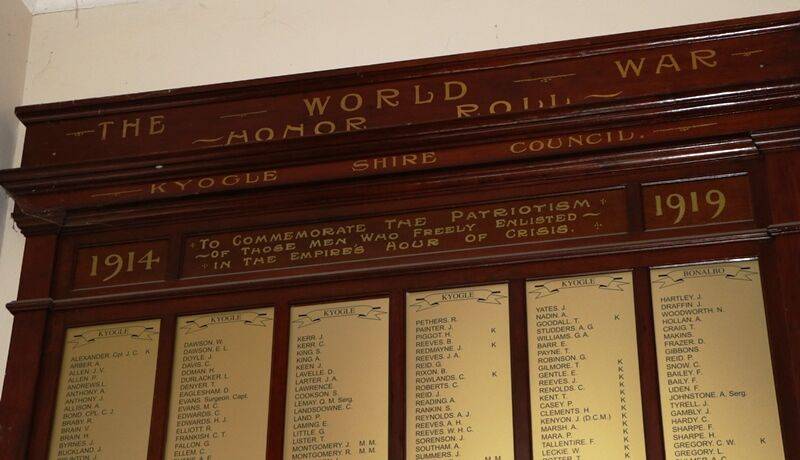 THE WORLD WAR
HONOR ROLL
KYOGLE SHIRE COUNCIL.
1914
TO COMMEMORATE THE PATRIOTISM
OF THOSE MEN, WHO FREELY ENLISTED
IN THE EMPIRE'S HOUR OF CRISIS.
1919
KYOGLE
ALEXANDER. Cpt J. C. K
ARBER. A.
ALLEN. J. V.
ALLEN. P.
ANDREWS. L.
ANTHONY. A.
ANTHONY. J.
ALLISON. A.
BOND. CPL. C. J.
BRABY. R.
BRAIN. V.
BRAIN. H.
BYRNES. J.
BUCKLAND. J.
KYOGLE
DAWSON. W.
DAWSON. E. L.
DOYLE. J.
DAVIS. C.
DOMAN. H.
DURLACKER. L.
DENYER. T.
EAGLESHAM. D.
EVANS. Surgeon. Capt.
EVANS. M. C.
EDWARDS. C.
EDWARDS. H. J.
ELLIOTT. R.
FRANKISH. C. T.
FALLON. G.
ELLEM. C.
KYOGLE
KERR. J.
KERR. C.
KING. S.
KING. A.
KEEN. J.
LAVELLE. D.
LARTER. J. A.
LAWRENCE.
COOKSON. S.
LEMAY. Q. M. Serg.
LANDSDOWNE. C.
LAND. P.
LAMING. E.
LITTLE. G.
LISTER. T.
MONTGOMERY. J. M. M.
MONTGOMERY. R. M. M.
KYOGLE
PETHERS. R.
PAINTER. J. K
PIGGOT. H.
REEVES. B. K
REDMAYNE. J.
REEVES. J. A.
REID. G.
RIXON. B.
ROWLANDS. C. K
ROBERTS. C.
REID. J.
READING. A.
RANKIN. S.
REYNOLDS. A. J.
REEVES. A. H.
REEVES. W. H. C.
SORENSON. J.
SOUTHAM. A.
SUMMERS. J. M M.
KYOGLE
YATES. J.
NADIN. A.
GOODALL. T. K
STUDDERS. A. G.
WILLIAMS. G. A.
BARR. E.
PAYNE. T.
ROBINSON. G. K
GILMORE. T. K
GENTLE. E. K
REEVES. J. K
RENOLDS. C. K
KENT. T. K
CASEY. P. K
CLEMENTS. H. K
KENYON. J. (D.C.M.) K
MARSH. A. K
MARA. P. K
TALLENTIRE. F. K
LECKIE. W. K
BONALBO
HARTLEY. J.
DRAFFIN. J.
WOODWORTH. N.
HOLLAN. A.
CRAIG. T.
MAKINS.
FRAZER. D.
GIBBONS.
REID. P.
SNOW. C.
BAILEY. F.
BAILY. F.
UDEN. C.
JOHNSTONE. A. Serg.
TYRELL. J.
GAMBLY. J.
HARDY. C.
SHARPE. F.
SHARPE. H.
GREGORY. C. W. K
GREGORY. L.